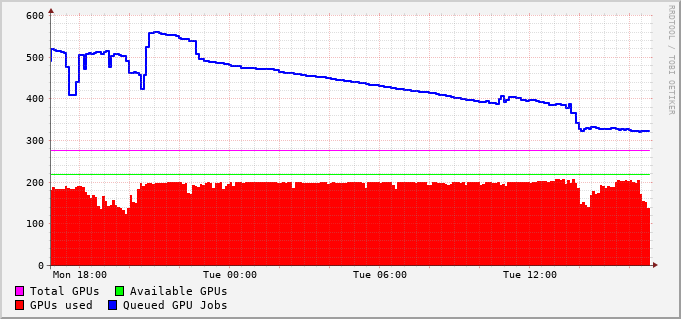 600
500
400
300
200
100
0
Mon 18:00 Tue 00:00 Tue 06:00 Tue 12:00
Total GPUs Available GPUs
GPUs used Queued GPU Jobs
RRDTOOL / TOBI OETIKER